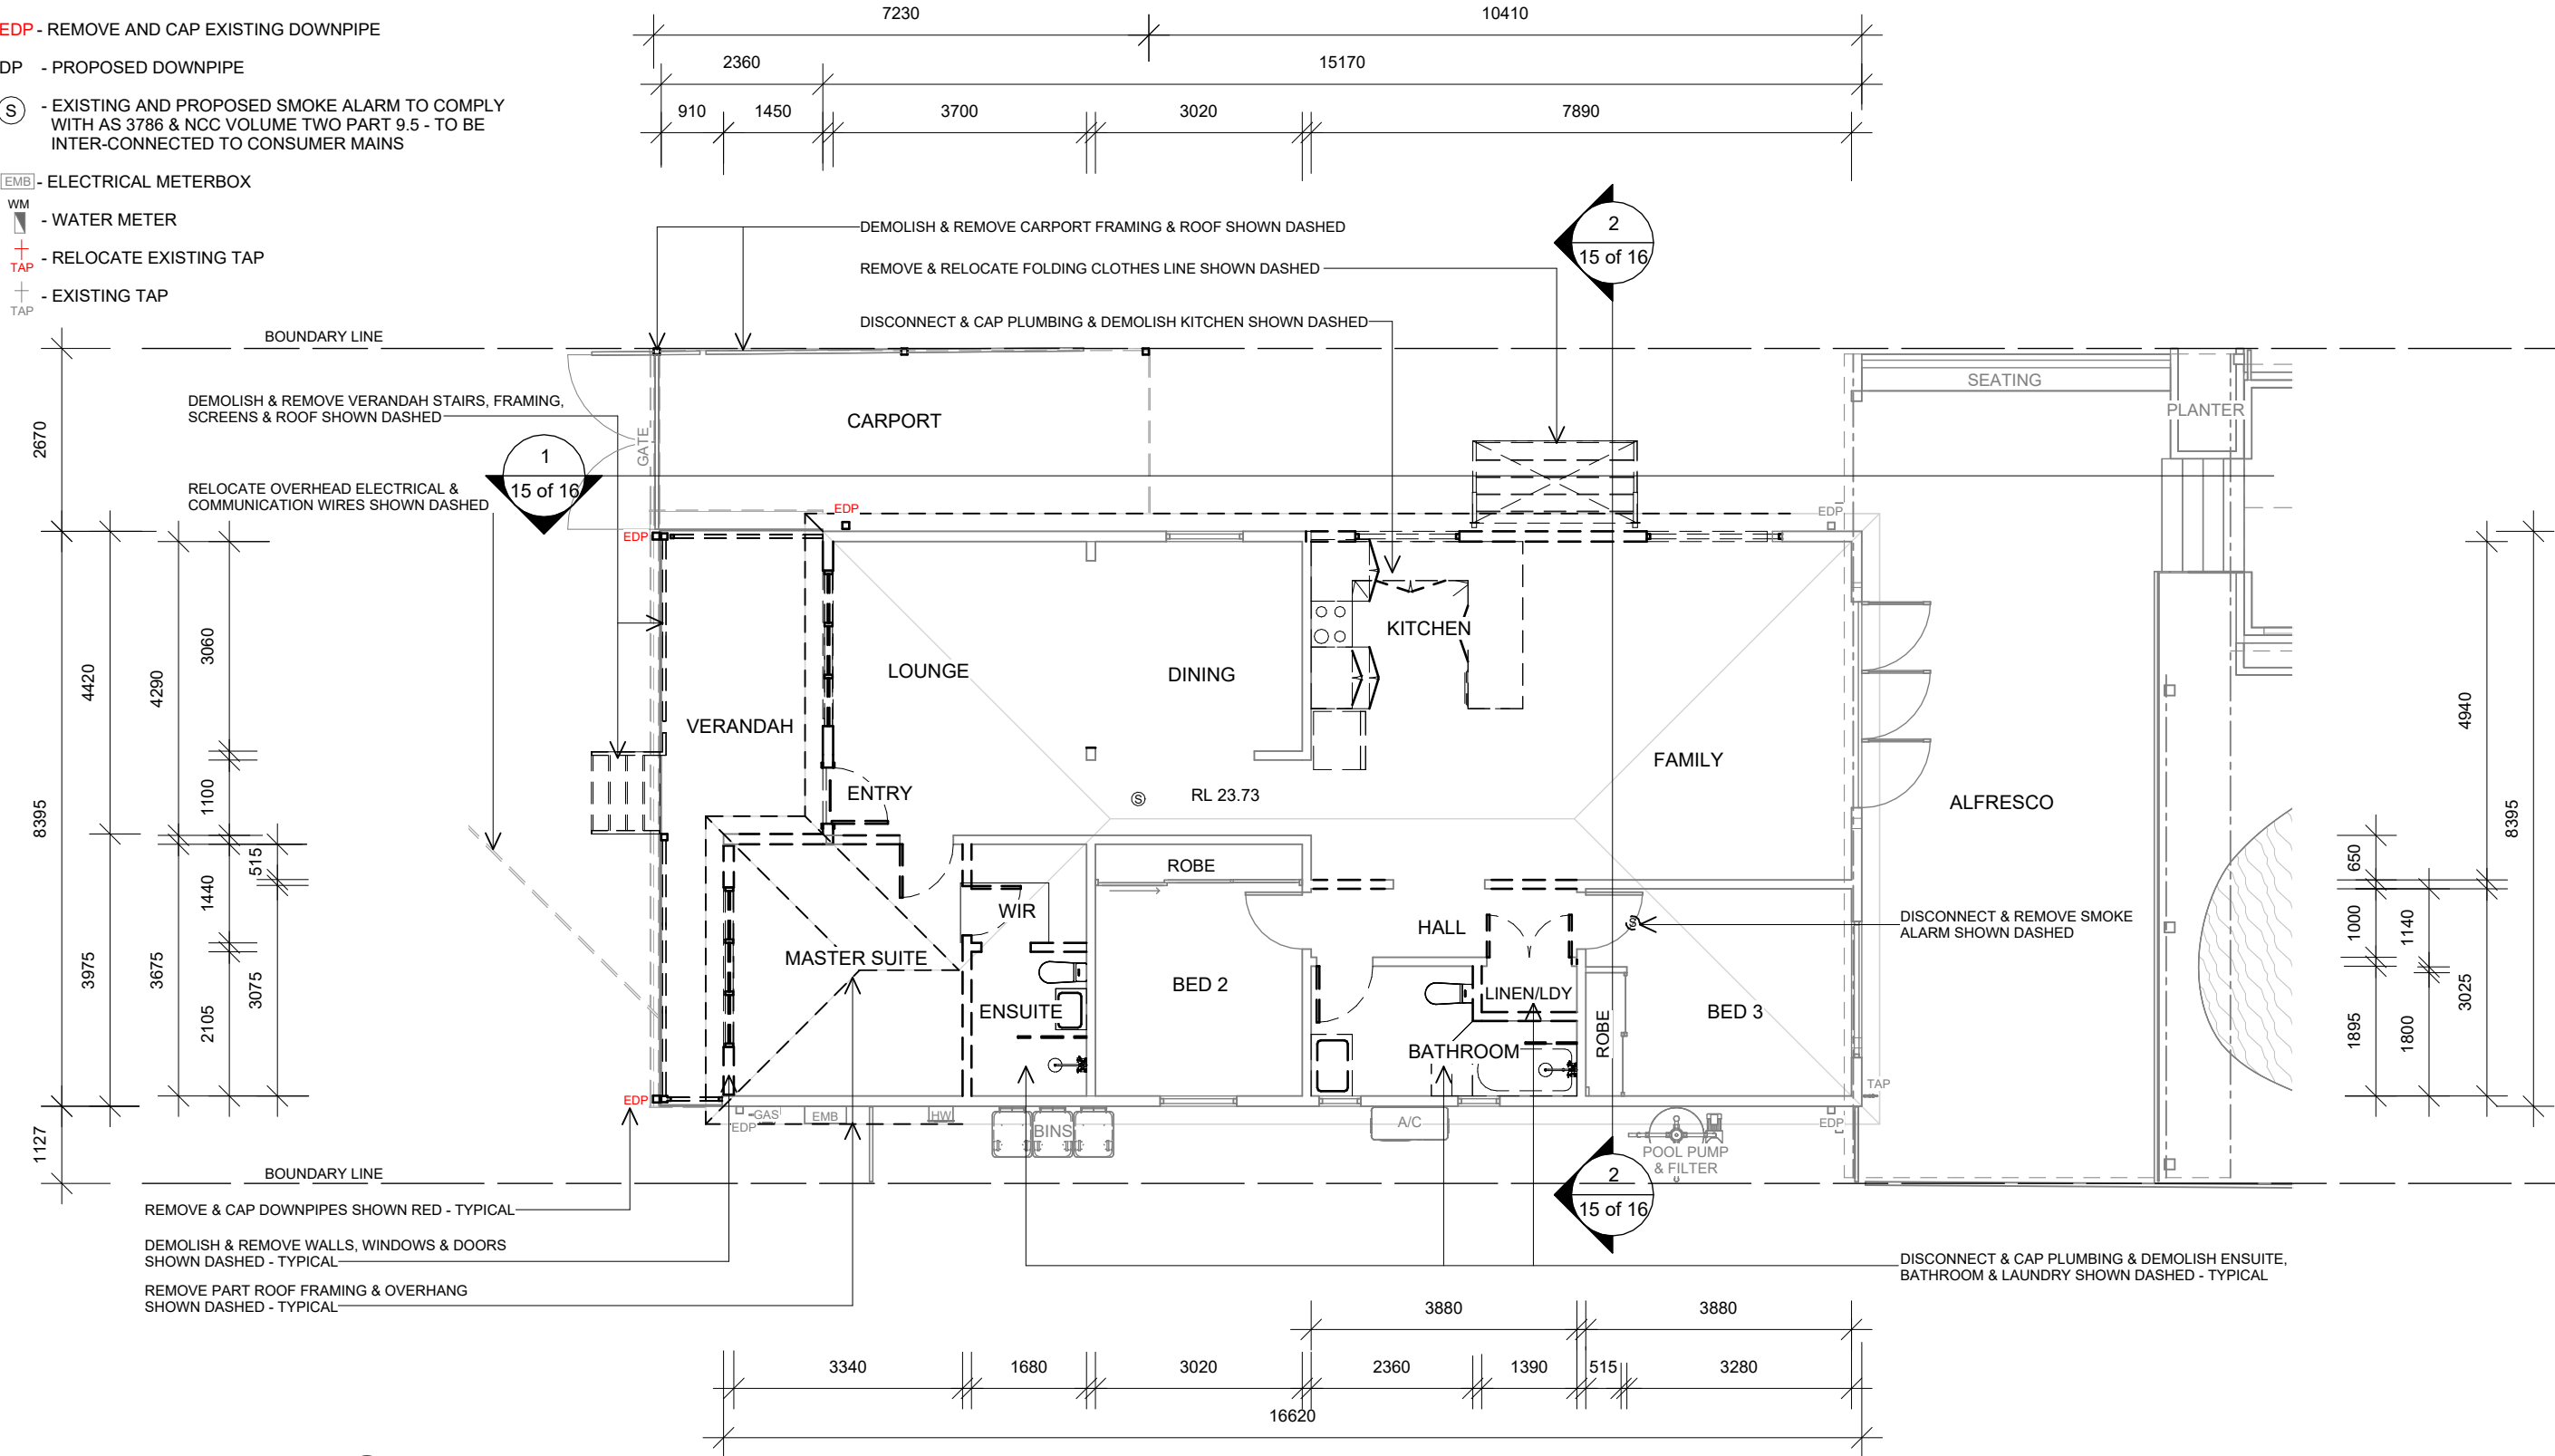 EDP - REMOVE AND CAP EXISTING DOWNPIPE
DP - PROPOSED DOWNPIPE
S - EXISTING AND PROPOSED SMOKE ALARM TO COMPLY
WITH AS 3786 & NCC VOLUME TWO PART 9.5 - TO BE
INTER-CONNECTED TO CONSUMER MAINS
EMB - ELECTRICAL METERBOX
WM
- WATER METER
TAP - RELOCATE EXISTING TAP
TAP - EXISTING TAP
7230 10410
2360 15170
910 1450 3700 3020 7890
DEMOLISH & REMOVE CARPORT FRAMING & ROOF SHOWN DASHED
REMOVE & RELOCATE FOLDING CLOTHES LINE SHOWN DASHED
DISCONNECT & CAP PLUMBING & DEMOLISH KITCHEN SHOWN DASHED
2
15 of 16
BOUNDARY LINE
DEMOLISH & REMOVE VERANDAH STAIRS, FRAMING,
SCREENS & ROOF SHOWN DASHED
RELOCATE OVERHEAD ELECTRICAL &
COMMUNICATION WIRES SHOWN DASHED
1
15 of 16
GATE
CARPORT
SEATING
PLANTER
EDP
EDP
EDP
2670
8395
1127
4420
3975
4290
3675
3060
1100
1440
2105
515
3075
VERANDAH
LOUNGE
DINING
KITCHEN
FAMILY
ENTRY
S
RL 23.73
ALFRESCO
ROBE
WIR
HALL
MASTER SUITE
ENSUITE
BED 2
LINEN/LDY
BATHROOM
ROBE
BED 3
S
DISCONNECT & REMOVE SMOKE
ALARM SHOWN DASHED
650
1000
1895
1140
1800
4940
3025
8395
EDP
EDP
GAS
EMB
HW
BINS
A/C
POOL PUMP
& FILTER
TAP
EDP
BOUNDARY LINE
2
15 of 16
REMOVE & CAP DOWNPIPES SHOWN RED - TYPICAL
DEMOLISH & REMOVE WALLS, WINDOWS & DOORS
SHOWN DASHED - TYPICAL
REMOVE PART ROOF FRAMING & OVERHANG
SHOWN DASHED - TYPICAL
DISCONNECT & CAP PLUMBING & DEMOLISH ENSUITE,
BATHROOM & LAUNDRY SHOWN DASHED - TYPICAL
3880 3880
3340 1680 3020 2360 1390 515 3280
16620